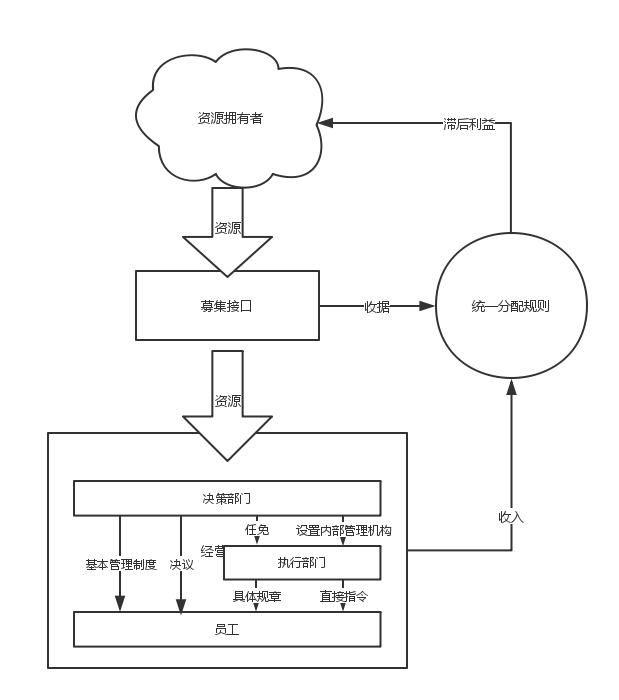 资源拥有者
滞后利益
资源
募集接口
收据
统一分配规则
资源
决策部门
任免
设置内部管理机构
收入
经营
基本管理制度
决议
执行部门
具体规章
直接指令
员工